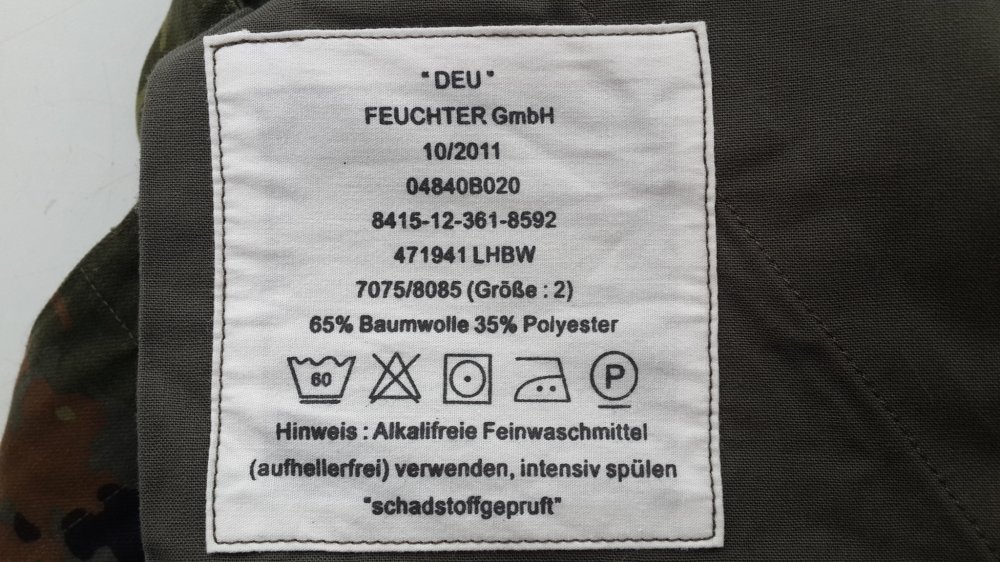 "DEU"
FEUCHTER GmbH
10/2011
04840B020
8415-12-361-8592
471941 LHBW
7075/8085 (Größe : 2)
65% Baumwolle 35% Polyester
60 P
Hinweis : Alkalifreie Feinwaschmittel
(aufhellerfrei) verwenden, intensiv spülen
"schadstoffgepruft"